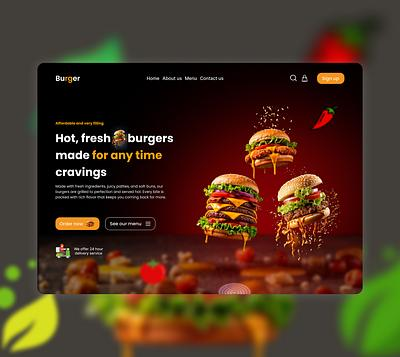 Burger
Home About us Menu Contact us
Sign up
Affordable and very filling
Hot, fresh burgers
made for any time
cravings
Made with fresh ingredients, juicy patties, and soft buns, our
burgers are grilled to perfection and served hot. Every bite is
packed with rich flavor that keeps you coming back for more.
Order now
See our menu
We offer 24 hour
delivery service